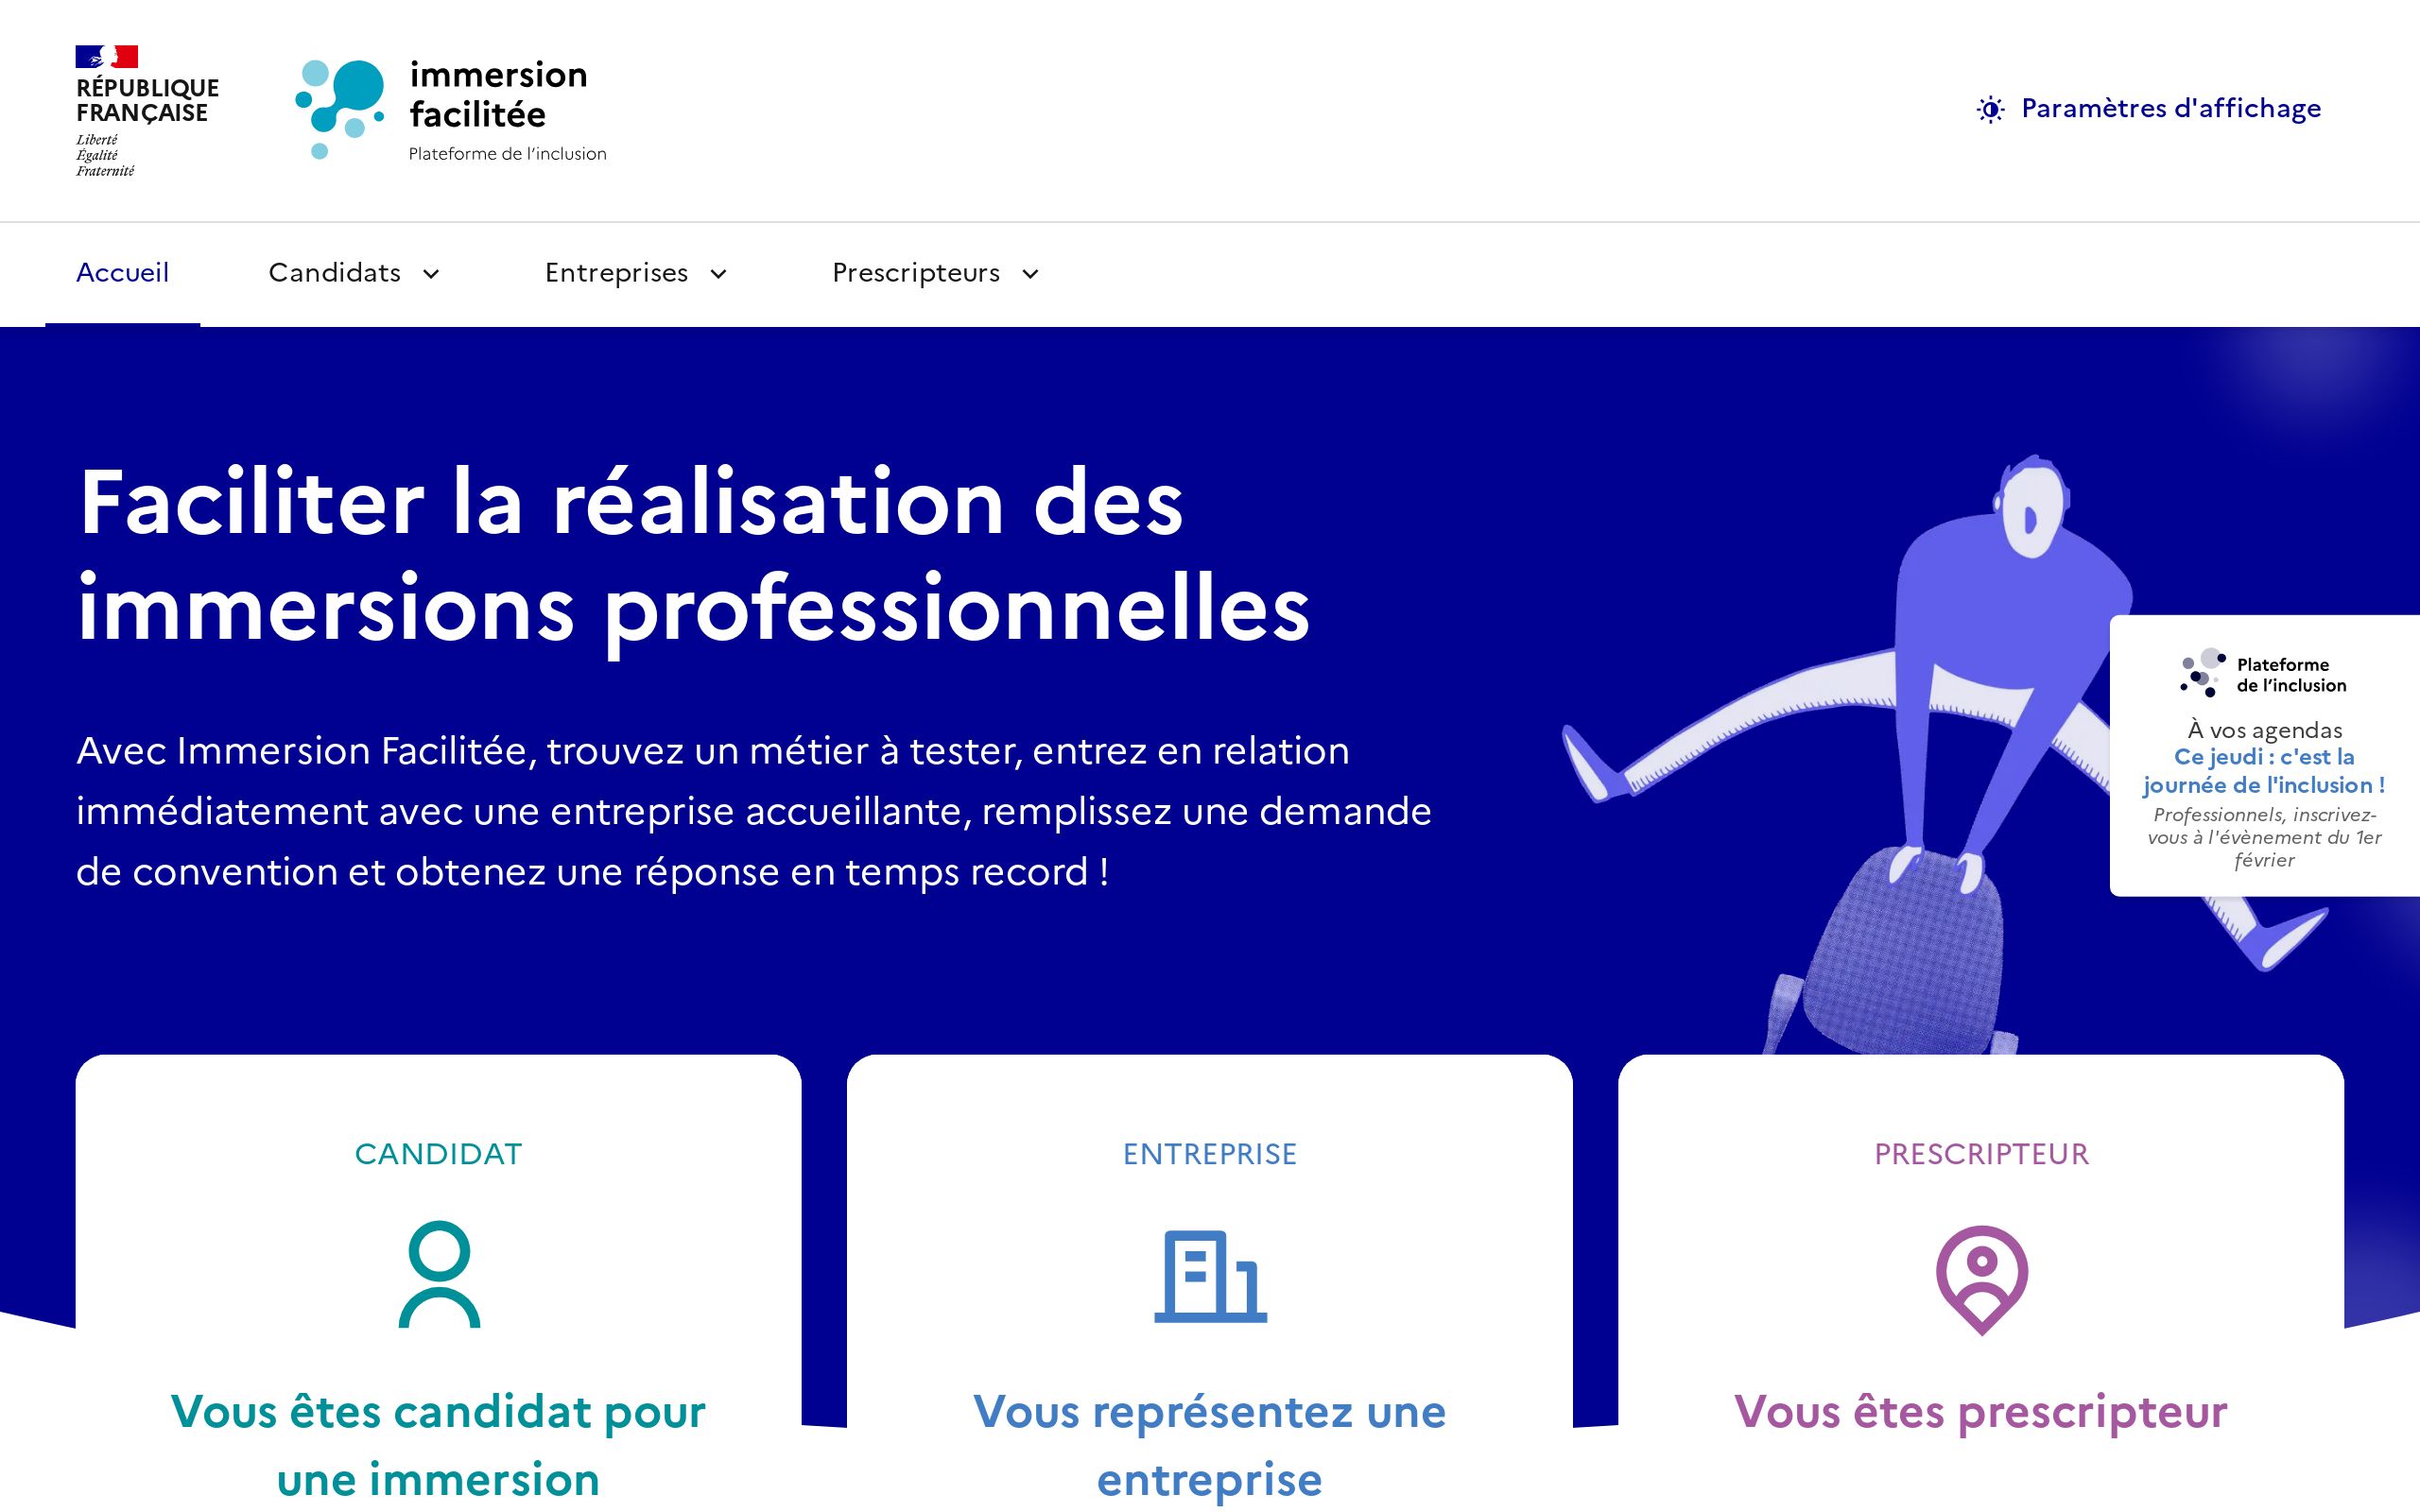 RÉPUBLIQUE
FRANÇAISE
Liberté
Égalité
Fraternité
immersion
facilitée
Plateforme de l'inclusion
Paramètres d'affichage
Accueil
Candidats
Entreprises
Prescripteurs
Faciliter la réalisation des
immersions professionnelles
Avec Immersion Facilitée, trouvez un métier à tester, entrez en relation
immédiatement avec une entreprise accueillante, remplissez une demande
de convention et obtenez une réponse en temps record !
Plateforme
de l'inclusion
À vos agendas
Ce jeudi : c'est la
journée de l'inclusion !
Professionnels, inscrivez-
vous à l'évènement du 1er
février
CANDIDAT
Vous êtes candidat pour
une immersion
ENTREPRISE
Vous représentez une
entreprise
PRESCRIPTEUR
Vous êtes prescripteur